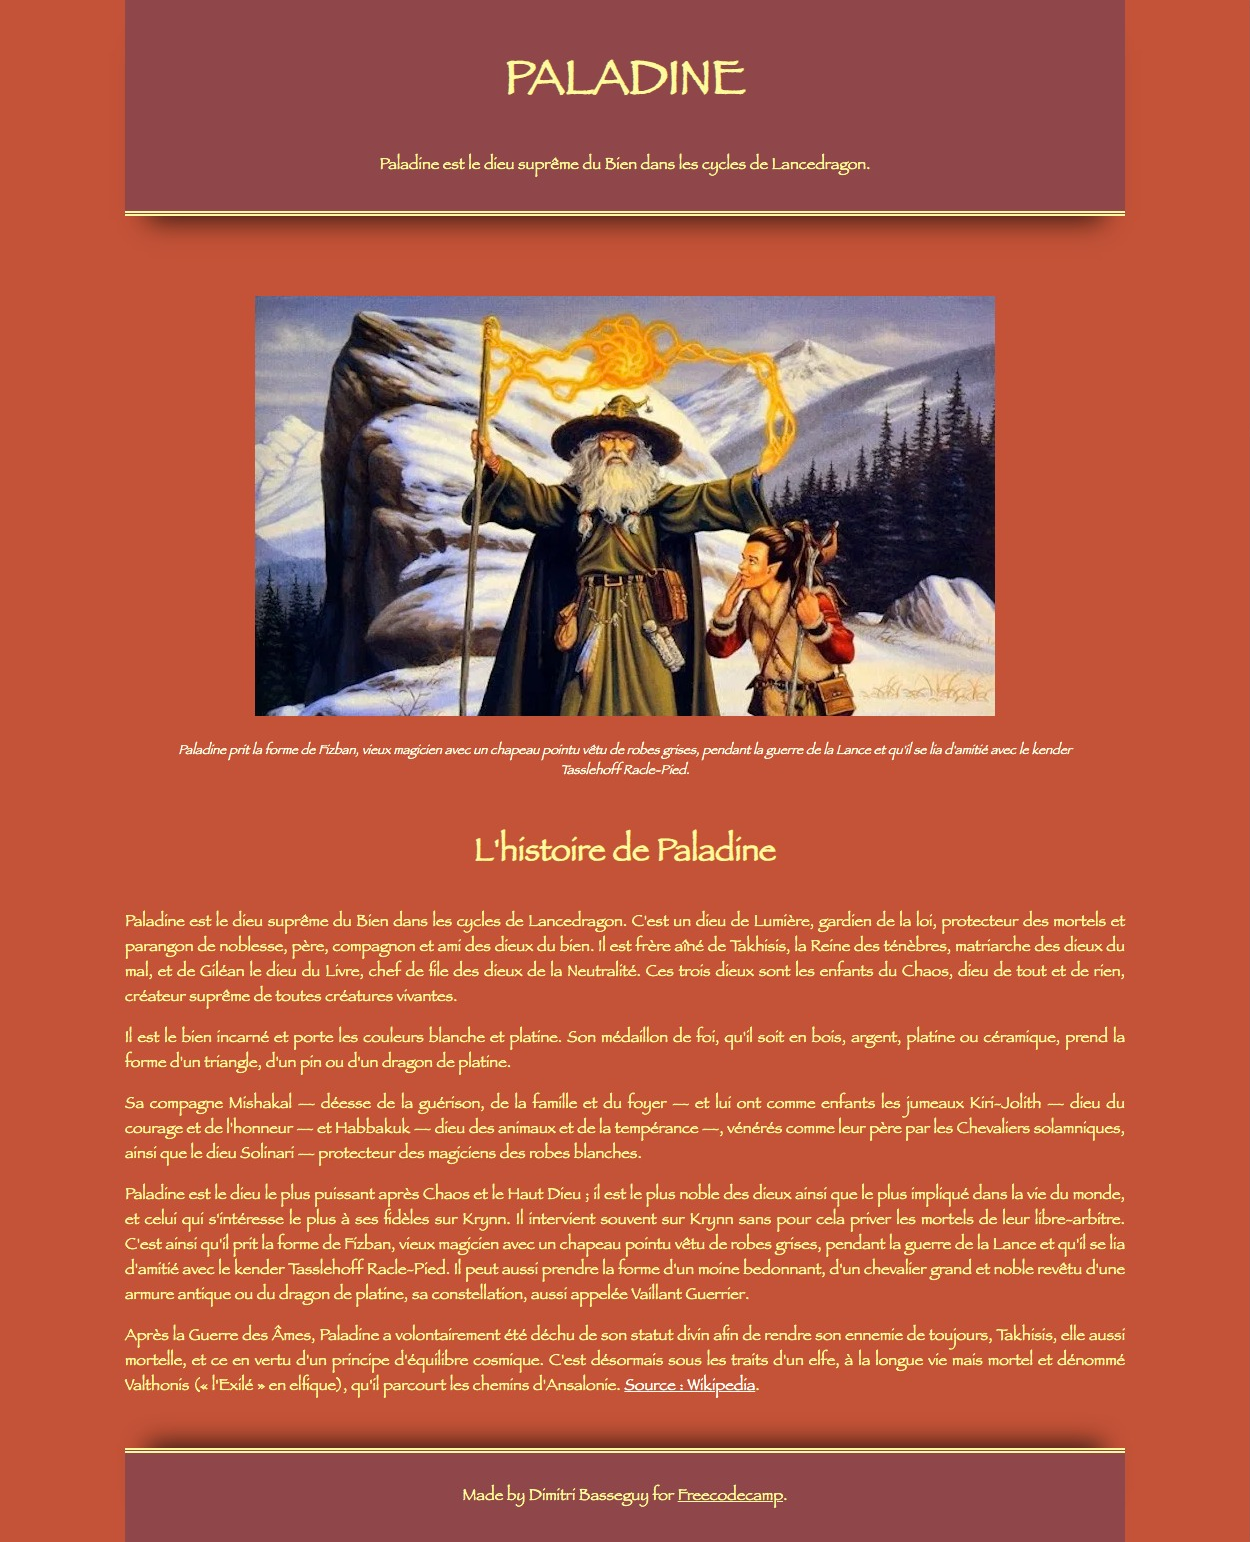 PALADINE
Paladine est le dieu suprême du Bien dans les cycles de Lancedragon.
Paladine prit la forme de Fizban, vieux magicien avec un chapeau pointu vêtu de robes grises, pendant la guerre de la Lance et qu'il se lia d'amitié avec le kender
Tasslehoff Racle-Pied.
L'histoire de Paladine
Paladine est le dieu suprême du Bien dans les cycles de Lancedragon. C'est un dieu de Lumière, gardien de la loi, protecteur des mortels et
parangon de noblesse, père, compagnon et ami des dieux du bien. Il est frère aîné de Takhisis, la Reine des ténèbres, matriarche des dieux du
mal, et de Giléan le dieu du Livre, chef de file des dieux de la Neutralité. Ces trois dieux sont les enfants du Chaos, dieu de tout et de rien,
créateur suprême de toutes créatures vivantes.
Il est le bien incarné et porte les couleurs blanche et platine. Son médaillon de foi, qu'il soit en bois, argent, platine ou céramique, prend la
forme d'un triangle, d'un pin ou d'un dragon de platine.
Sa compagne Mishakal — déesse de la guérison, de la famille et du foyer — et lui ont comme enfants les jumeaux Kiri-Jolith — dieu du
courage et de l'honneur — et Habbakuk — dieu des animaux et de la tempérance —, vénérés comme leur père par les Chevaliers solamniques,
ainsi que le dieu Solinari — protecteur des magiciens des robes blanches.
Paladine est le dieu le plus puissant après Chaos et le Haut Dieu ; il est le plus noble des dieux ainsi que le plus impliqué dans la vie du monde,
et celui qui s'intéresse le plus à ses fidèles sur Krynn. Il intervient souvent sur Krynn sans pour cela priver les mortels de leur libre-arbitre.
C'est ainsi qu'il prit la forme de Fizban, vieux magicien avec un chapeau pointu vêtu de robes grises, pendant la guerre de la Lance et qu'il se lia
d'amitié avec le kender Tasslehoff Racle-Pied. Il peut aussi prendre la forme d'un moine bedonnant, d'un chevalier grand et noble revêtu d'une
armure antique ou du dragon de platine, sa constellation, aussi appelée Vaillant Guerrier.
Après la Guerre des Âmes, Paladine a volontairement été déchu de son statut divin afin de rendre son ennemie de toujours, Takhisis, elle aussi
mortelle, et ce en vertu d'un principe d'équilibre cosmique. C'est désormais sous les traits d'un elfe, à la longue vie mais mortel et dénommé
Valthonis (« l'Exilé » en elfique), qu'il parcourt les chemins d'Ansalonie. Source : Wikipedia.
Made by Dimitri Basseguy for Freecodecamp.